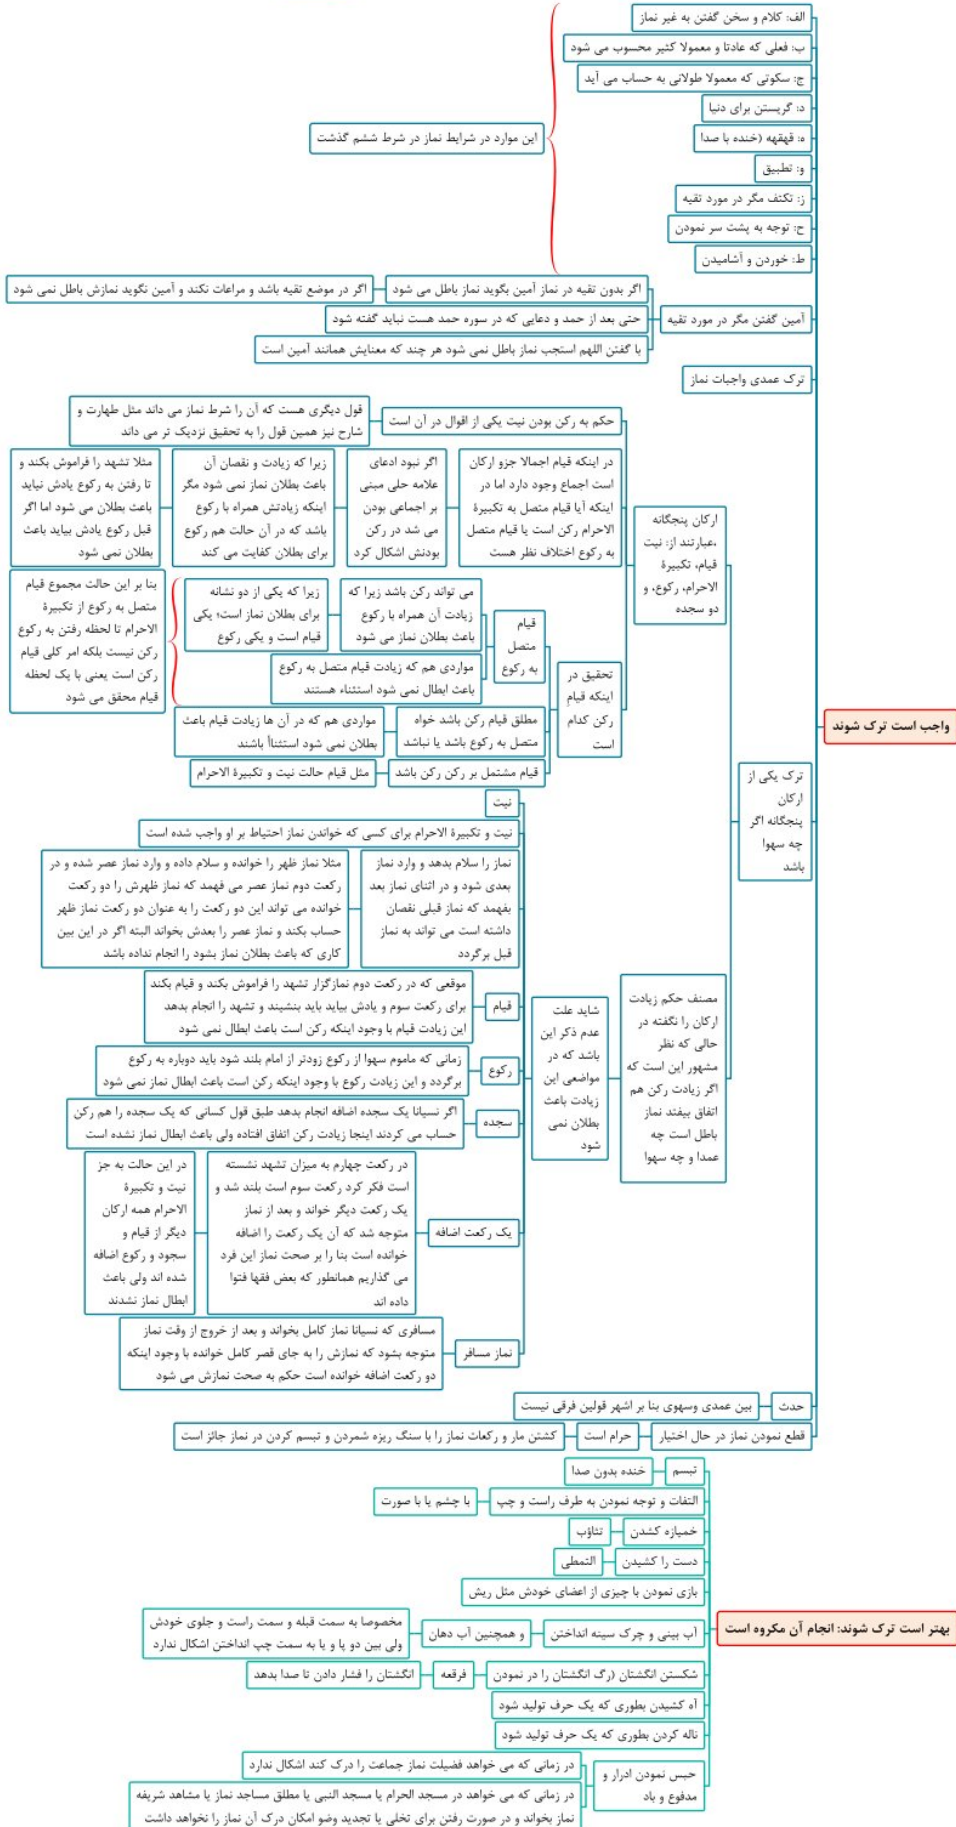 الف: کلام و سخن گفتن به غیر نماز
ب: فعلی که عادتا و معمولا کثیر محسوب می شود
ج: سکوتی که معمولا طولانی به حساب می آید
د: گریستن برای دنیا
ه: قهقهه (خنده با صدا
و: تطبیق
ز: تکتف مگر در مورد تقیه
ح: توجه به پشت سر نمودن
ط: خوردن و آشامیدن
این موارد در شرایط نماز در شرط ششم گذشت
آمین گفتن مگر در مورد تقیه
اگر بدون تقیه در نماز آمین بگوید نماز باطل می شود
اگر در موضع تقیه باشد و مراعات نکند و آمین نگوید نمازش باطل نمی شود
حتی بعد از حمد و دعایی که در سوره حمد هست نباید گفته شود
با گفتن اللهم استجب نماز باطل نمی شود هر چند که معنایش همانند آمین است
ترک عمدی واجبات نماز
واجب است ترک شوند
ترک یکی از
ارکان
پنجگانه اگر
چه سهوا
باشد
ارکان پنجگانه
،عبارتند از: نیت
قیام، تکبیرة
الاحرام، رکوع، و
دو سجده
حکم به رکن بودن نیت یکی از اقوال در آن است
قول دیگری هست که آن را شرط نماز می داند مثل طهارت و
شارح نیز همین قول را به تحقیق نزدیک تر می داند
در اینکه قیام اجمالا جزو ارکان
است اجماع وجود دارد اما در
اینکه آیا قیام متصل به تکبیرة
الاحرام رکن است یا قیام متصل
به رکوع اختلاف نظر هست
اگر نبود ادعای
علامه حلی مبنی
بر اجماعی بودن
می شد در رکن
بودنش اشکال کرد
زیرا که زیادت و نقصان آن
باعث بطلان نماز نمی شود مگر
اینکه زیادتش همراه با رکوع
باشد که در آن حالت هم رکوع
برای بطلان کفایت می کند
مثلا تشهد را فراموش بکند و
تا رفتن به رکوع یادش نیاید
باعث بطلان می شود اما اگر
قبل رکوع یادش بیاید باعث
بطلان نمی شود
تحقیق در
اینکه قیامِ
رکن کدام
است
قیام
متصل
به رکوع
می تواند رکن باشد زیرا که
زیادت آن همراه با رکوع
باعث بطلان نماز می شود
زیرا که یکی از دو نشانه
برای بطلان نماز است؛ یکی
قیام است و یکی رکوع
مواردی هم که زیادت قیام متصل به رکوع
باعث ابطال نمی شود استثناء هستند
بنا بر این حالت مجموع قیام
متصل به رکوع از تکبیرة
الاحرام تا لحظه رفتن به رکوع
رکن نیست بلکه امر کلی قیام
رکن است یعنی با یک لحظه
قیام محقق می شود
مطلق قیام رکن باشد خواه
متصل به رکوع باشد یا نباشد
مواردی هم که در آن ها زیادت قیام باعث
بطلان نمی شود استثنائاً باشند
قیام مشتمل بر رکن رکن باشد
مثل قیام حالت نیت و تکبیرة الاحرام
مصنف حکم زیادت
ارکان را نگفته در
حالی که نظر
مشهور این است که
اگر زیادت رکن هم
اتفاق بیفتد نماز
باطل است چه
عمدا و چه سهوا
شاید علت
عدم ذکر این
باشد که در
مواضعی این
زیادت باعث
بطلان نمی
شود
نیت
نیت و تکبیرة الاحرام برای کسی که خواندن نماز احتیاط بر او واجب شده است
نماز را سلام بدهد و وارد نماز
بعدی شود و در اثنای نماز بعد
بفهمد که نماز قبلی نقصان
داشته است می تواند به نماز
قبل برگردد
مثلا نماز ظهر را خوانده و سلام داده و وارد نماز عصر شده و در
رکعت دوم نماز عصر می فهمد که نماز ظهرش را دو رکعت
خوانده می تواند این دو رکعت را به عنوان دو رکعت نماز ظهر
حساب بکند و نماز عصر را بعدش بخواند البته اگر در این بین
کاری که باعث بطلان نماز بشود را انجام نداده باشد
قیام
موقعی که در رکعت دوم نمازگزار تشهد را فراموش بکند و قیام بکند
برای رکعت سوم و یادش بیاید باید بنشیند و تشهد را انجام بدهد
این زیادت قیام با وجود اینکه رکن است باعث ابطال نمی شود
رکوع
زمانی که ماموم سهوا از رکوع زودتر از امام بلند شود باید دوباره به رکوع
برگردد و این زیادت رکوع با وجود اینکه رکن است باعث ابطال نماز نمی شود
سجده
اگر نسیانا یک سجده اضافه انجام بدهد طبق قول کسانی که یک سجده را هم رکن
حساب می کردند اینجا زیادت رکن اتفاق افتاده ولی باعث ابطال نماز نشده است
یک رکعت اضافه
در رکعت چهارم به میزان تشهد نشسته
است فکر کرد رکعت سوم است بلند شد و
یک رکعت دیگر خواند و بعد از نماز
متوجه شد که آن یک رکعت را اضافه
خوانده است بنا را بر صحت نماز این فرد
می گذاریم همانطور که بعض فقها فتوا
داده اند
در این حالت به جز
نیت و تکبیرة
الاحرام همه ارکان
دیگر از قیام و
سجود و رکوع اضافه
شده اند ولی باعث
ابطال نماز نشدند
نماز مسافر
مسافری که نسیانا نماز کامل بخواند و بعد از خروج از وقت نماز
متوجه بشود که نمازش را به جای قصر کامل خوانده با وجود اینکه
دو رکعت اضافه خوانده است حکم به صحت نمازش می شود
حدث
بین عمدی وسهوی بنا بر اشهر قولین فرقی نیست
قطع نمودن نماز در حال اختیار
حرام است
کشتن مار و رکعات نماز را با سنگ ریزه شمردن و تبسم کردن در نماز جائز است
بهتر است ترک شوند: انجام آن مکروه است
تبسم
خنده بدون صدا
التفات و توجه نمودن به طرف راست و چپ
با چشم یا با صورت
خمیازه کشدن
تثاؤب
دست را کشیدن
التمطی
بازی نمودن با چیزی از اعضای خودش مثل ریش
آب بینی و چرک سینه انداختن
و همچنین آب دهان
مخصوصا به سمت قبله و سمت راست و جلوی خودش
ولی بین دو پا و یا به سمت چپ انداختن اشکال ندارد
شکستن انگشتان (رگ انگشتان را در نمودن
فرقعه
انگشتان را فشار دادن تا صدا بدهد
آه کشیدن بطوری که یک حرف تولید شود
ناله کردن بطوری که یک حرف تولید شود
حبس نمودن ادرار و
مدفوع و باد
در زمانی که می خواهد فضیلت نماز جماعت را درک کند اشکال ندارد
در زمانی که می خواهد در مسجد الحرام یا مسجد النبی یا مطلق مساجد نماز یا مشاهد شریفه
نماز بخواند و در صورت رفتن برای تخلی یا تجدید وضو امکان درک آن نماز را نخواهد داشت